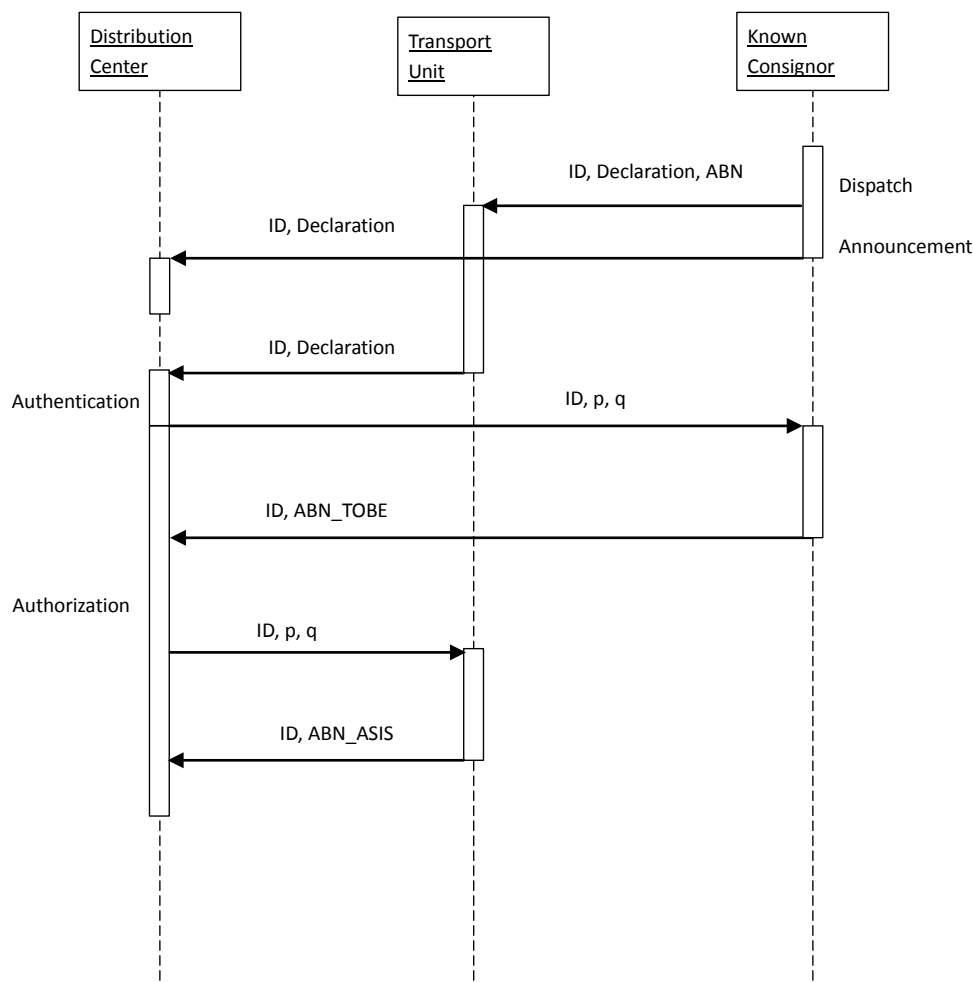 Distribution
Center
Transport
Unit
Known
Consignor
ID, Declaration, ABN
Dispatch
ID, Declaration
Announcement
ID, Declaration
Authentication
ID, p, q
ID, ABN_TOBE
Authorization
ID, p, q
ID, ABN_ASIS